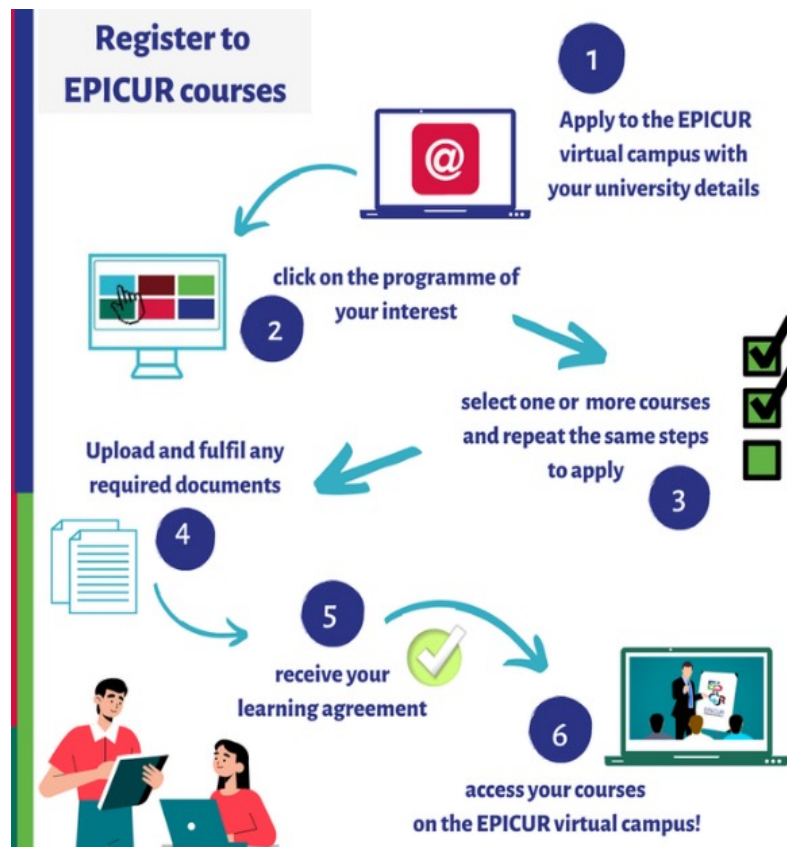 Register to
EPICUR courses
1
@
Apply to the EPICUR
virtual campus with
your university details
click on the programme of
your interest
2
select one or more courses
and repeat the same steps
to apply
3
Upload and fulfil any
required documents
4
5
receive your
learning agreement
EPICUR
6
access your courses
on the EPICUR virtual campus!